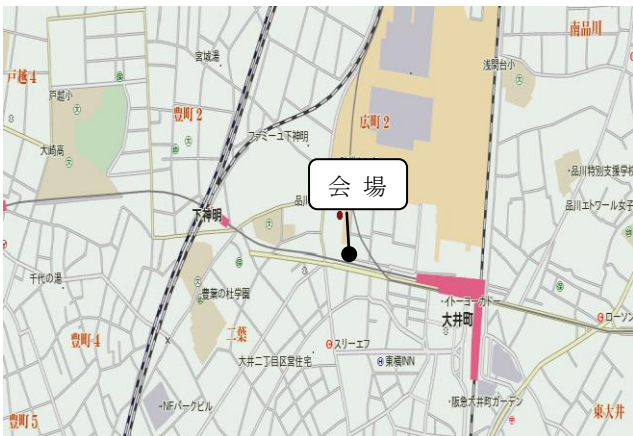 南品川
宮城湯
浅間台小
戸越4
戸越小
豊町2
広町2
ファミーユ下神明
大崎高
品川特別支援学校
会場
品川
品川エトワール女子
下神明
千代の湯
豊葉の杜学園
イトーヨーカドー
大井町
ローソン
二葉
豊町4
スリーエフ
大井二丁目区営住宅
東横INN
NFパークビル
阪急大井町ガーデン
豊町5
東大井